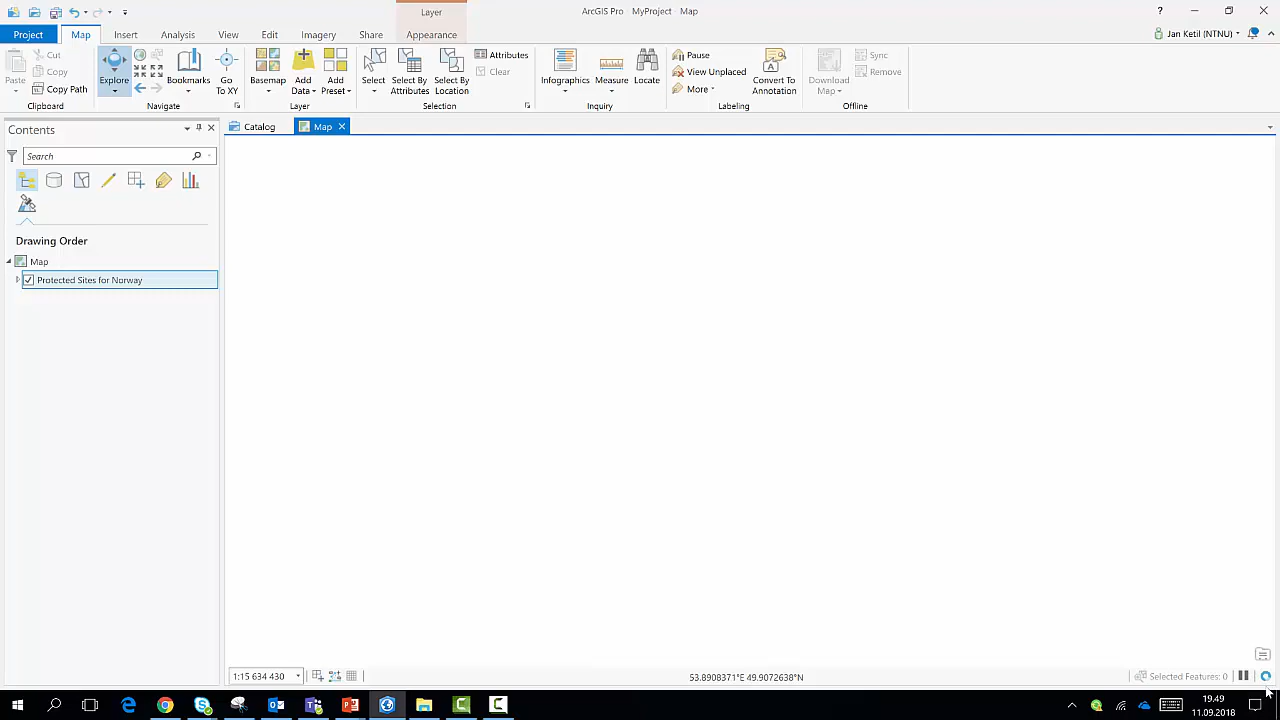 Layer
ArcGIS Pro - MyProject - Map
?
Project
Map
Insert
Analysis
View
Edit
Imagery
Share
Appearance
Jan Ketil (NTNU)
Paste
Cut
Copy
Copy Path
Clipboard
Explore
Bookmarks
Go
To XY
Navigate
Basemap
Add
Data
Add
Preset
Layer
Select
Select By
Attributes
Select By
Location
Attributes
Clear
Selection
Infographics
Measure
Locate
Inquiry
Pause
View Unplaced
More
Convert To
Annotation
Labeling
Download
Map
Sync
Remove
Offline
Contents
Search
Drawing Order
Map
Protected Sites for Norway
Catalog
Map
1:15 634 430
53.8908371°E 49.9072638°N
Selected Features: 0
19.49
11.09.2018